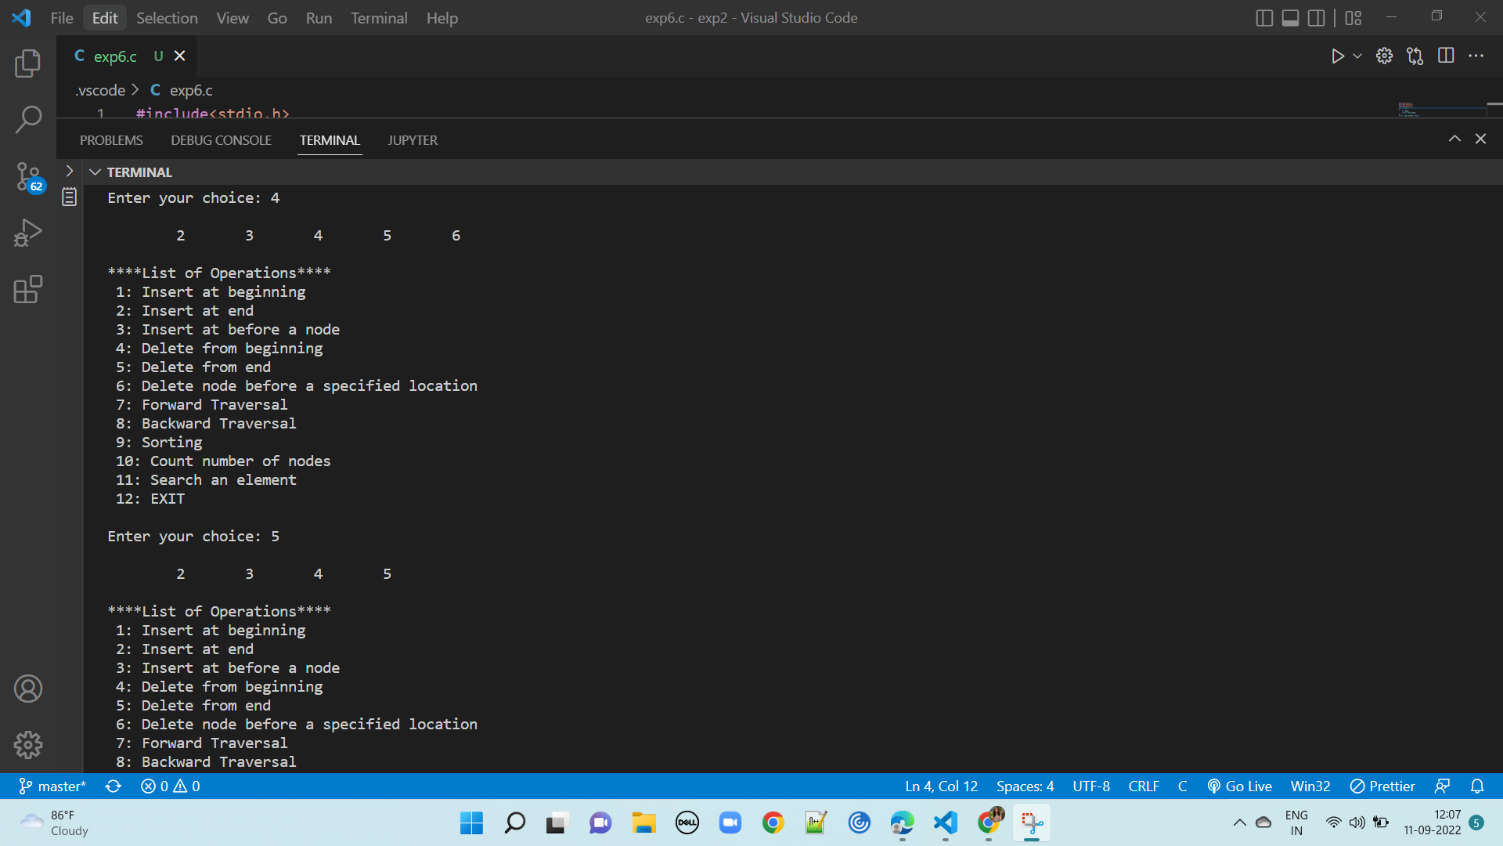 File Edit Selection View Go Run Terminal Help exp6.c - exp2 - Visual Studio Code
C exp6.c U
.vscode > C exp6.c
1 #include<stdio.h>
PROBLEMS DEBUG CONSOLE TERMINAL JUPYTER
TERMINAL
62
Enter your choice: 4
2 3 4 5 6
****List of Operations****
1: Insert at beginning
2: Insert at end
3: Insert at before a node
4: Delete from beginning
5: Delete from end
6: Delete node before a specified location
7: Forward Traversal
8: Backward Traversal
9: Sorting
10: Count number of nodes
11: Search an element
12: EXIT
Enter your choice: 5
2 3 4 5
****List of Operations****
1: Insert at beginning
2: Insert at end
3: Insert at before a node
4: Delete from beginning
5: Delete from end
6: Delete node before a specified location
7: Forward Traversal
8: Backward Traversal
master* 0 0 Ln 4, Col 12 Spaces: 4 UTF-8 CRLF C Go Live Win32 Prettier
86°F
Cloudy
DELL
ENG
IN
12:07
11-09-2022
5